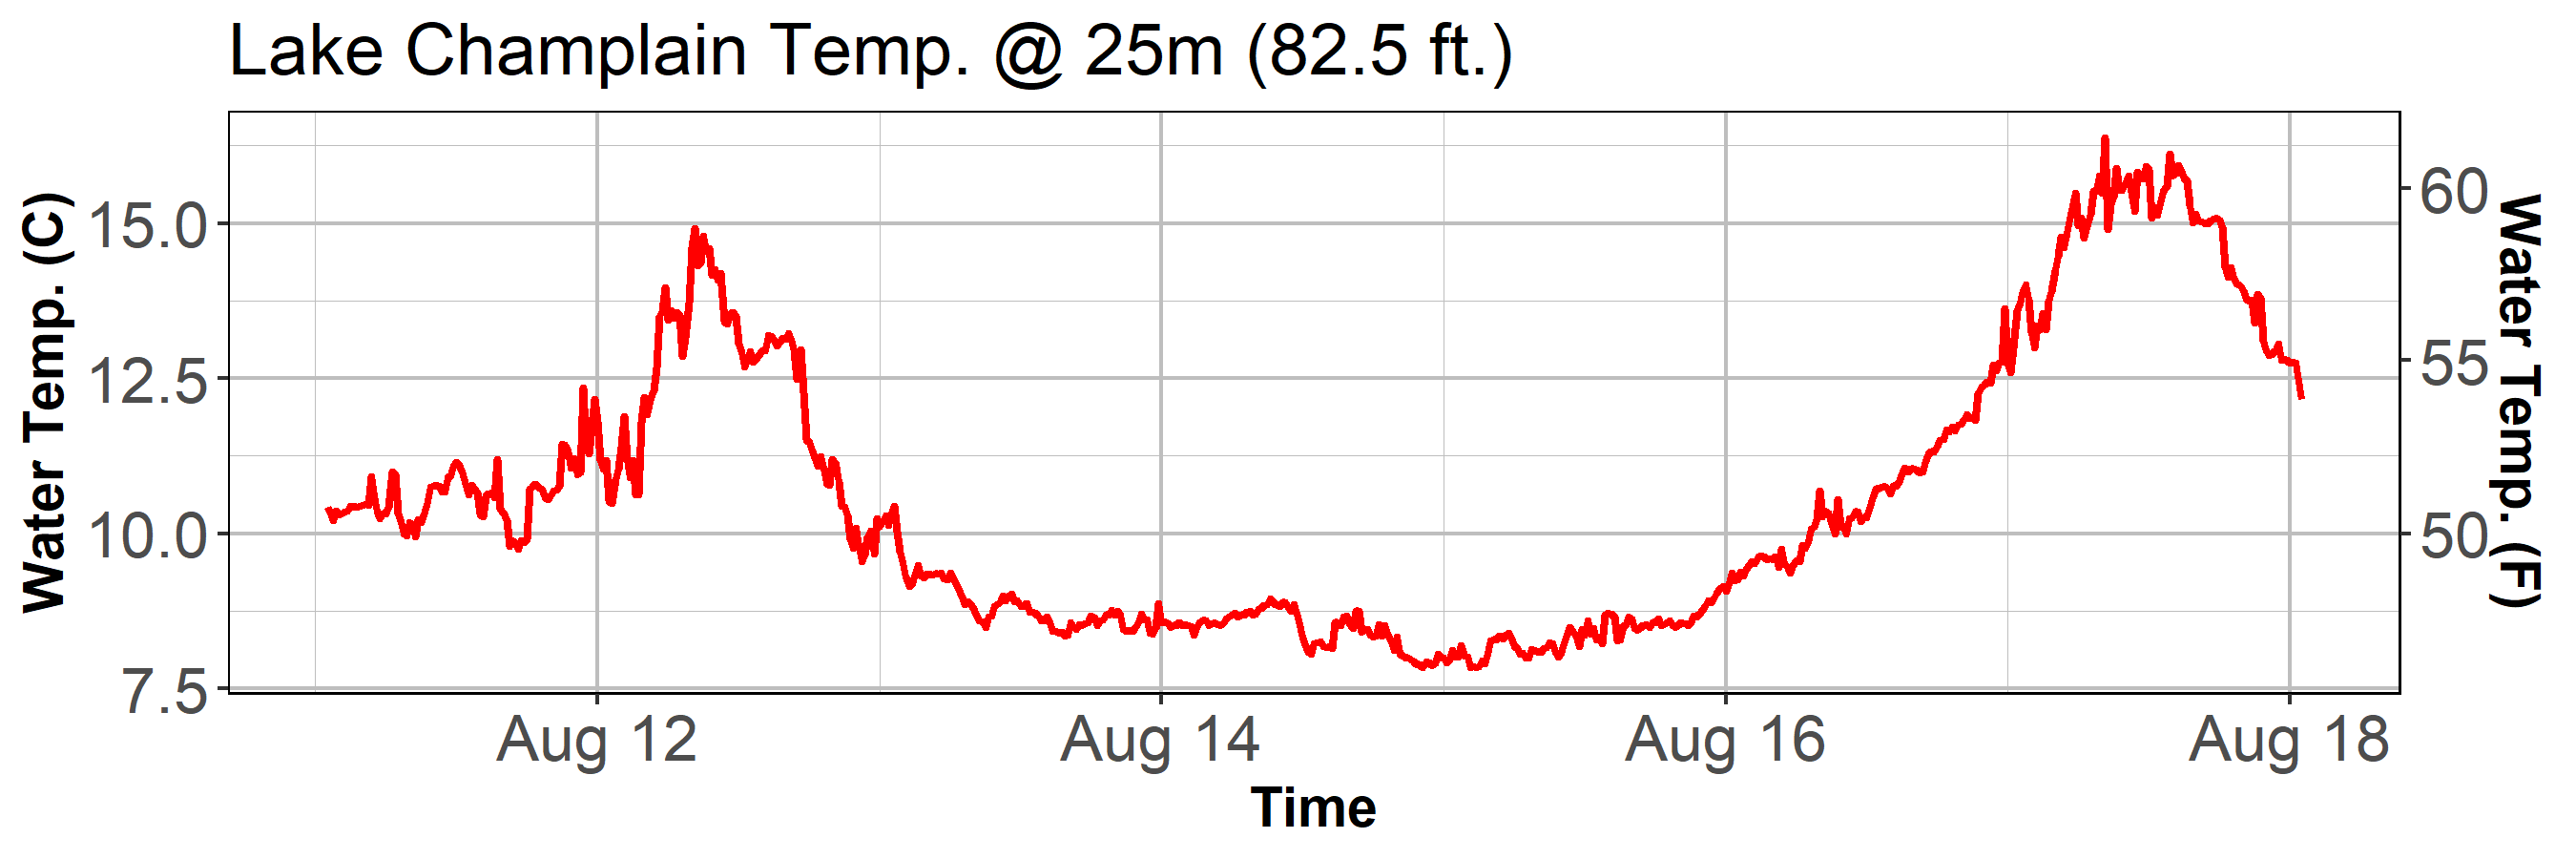 Lake Champlain Temp. @ 25m (82.5 ft.)
Water Temp. (C)
15.0
12.5
10.0
7.5
60
55
50
Water Temp. (F)
Aug 12
Aug 14
Aug 16
Aug 18
Time